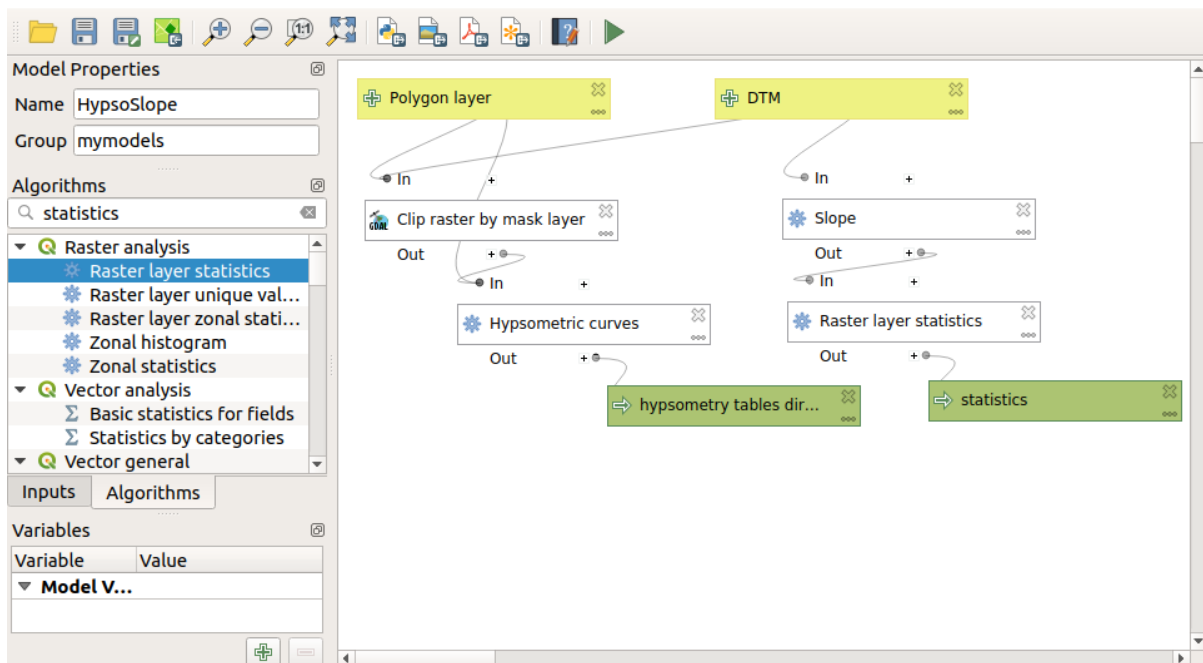 1:1
?
Model Properties
Name HypsoSlope
Group mymodels
Algorithms
statistics
Raster analysis
Raster layer statistics
Raster layer unique val...
Raster layer zonal stati...
Zonal histogram
Zonal statistics
Vector analysis
Σ Basic statistics for fields
Σ Statistics by categories
Vector general
Inputs Algorithms
Variables
Variable Value
Model V...
Polygon layer
DTM
In +
In +
GDAL Clip raster by mask layer
Slope
Out +
Out +
In +
In +
Hypsometric curves
Raster layer statistics
Out +
Out +
hypsometry tables dir...
statistics